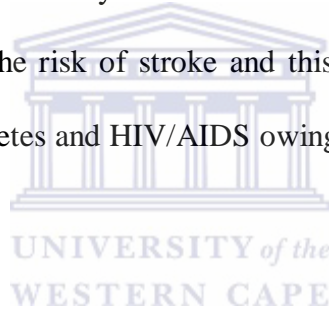 he risk of stroke and this
etes and HIV/AIDS owing
UNIVERSITY of the
WESTERN CAPE